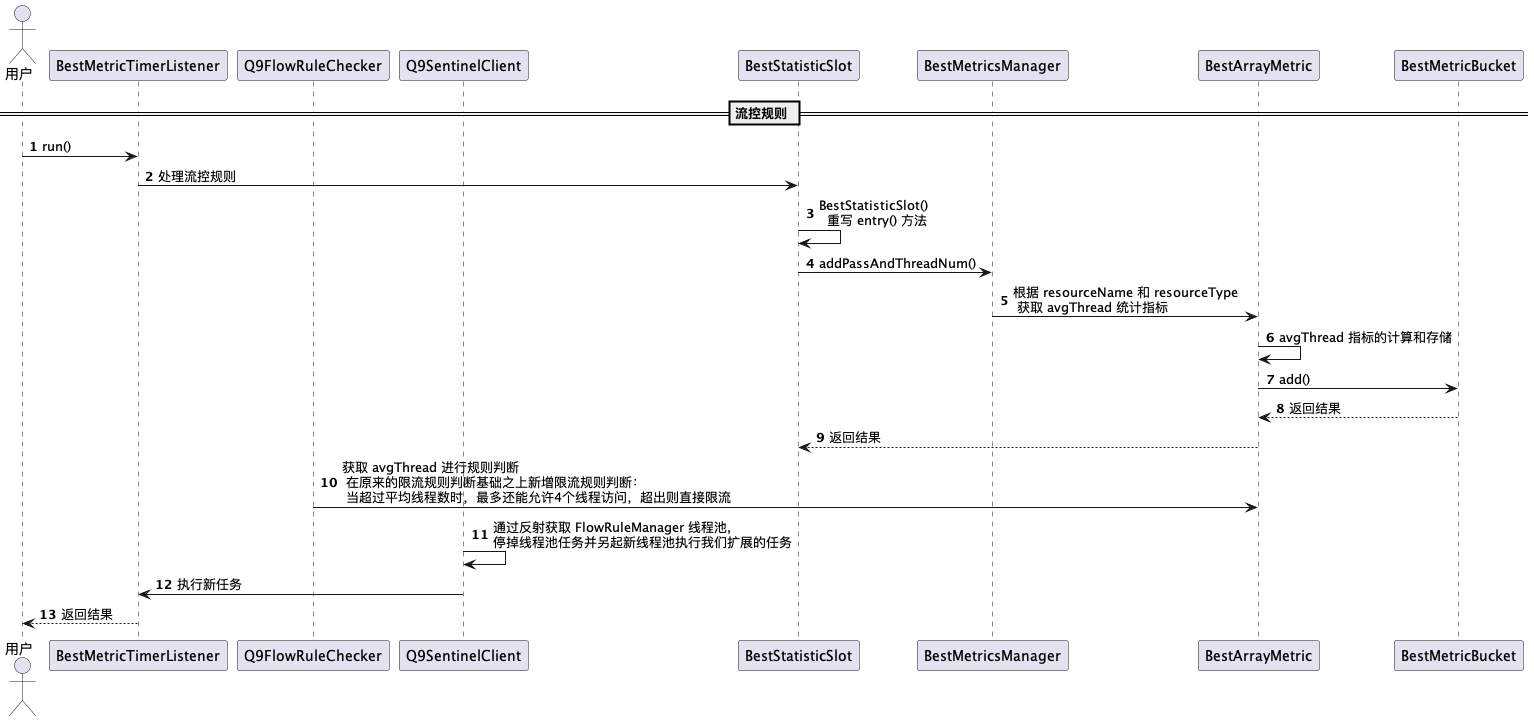 用户
BestMetricTimerListener
Q9FlowRuleChecker
Q9SentinelClient
BestStatisticSlot
BestMetricsManager
BestArrayMetric
BestMetricBucket
流控规则
1 run()
2 处理流控规则
3 BestStatisticSlot()
重写 entry() 方法
4 addPassAndThreadNum()
5 根据 resourceName 和 resourceType
获取 avgThread 统计指标
6 avgThread 指标的计算和存储
7 add()
8 返回结果
9 返回结果
获取 avgThread 进行规则判断
10 在原来的限流规则判断基础之上新增限流规则判断：
当超过平均线程数时，最多还能允许4个线程访问，超出则直接限流
11 通过反射获取 FlowRuleManager 线程池，
停掉线程池任务并另起新线程池执行我们扩展的任务
12 执行新任务
13 返回结果
用户
BestMetricTimerListener
Q9FlowRuleChecker
Q9SentinelClient
BestStatisticSlot
BestMetricsManager
BestArrayMetric
BestMetricBucket